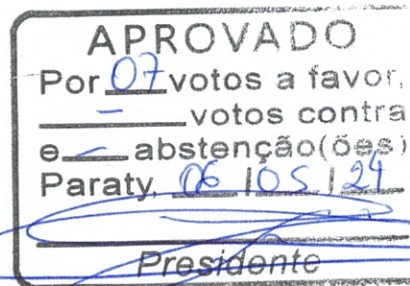 APROVADO
Por 07 votos a favor,
- votos contra
e - abstenção(ões)
Paraty, 06 / 05 / 24
Presidente